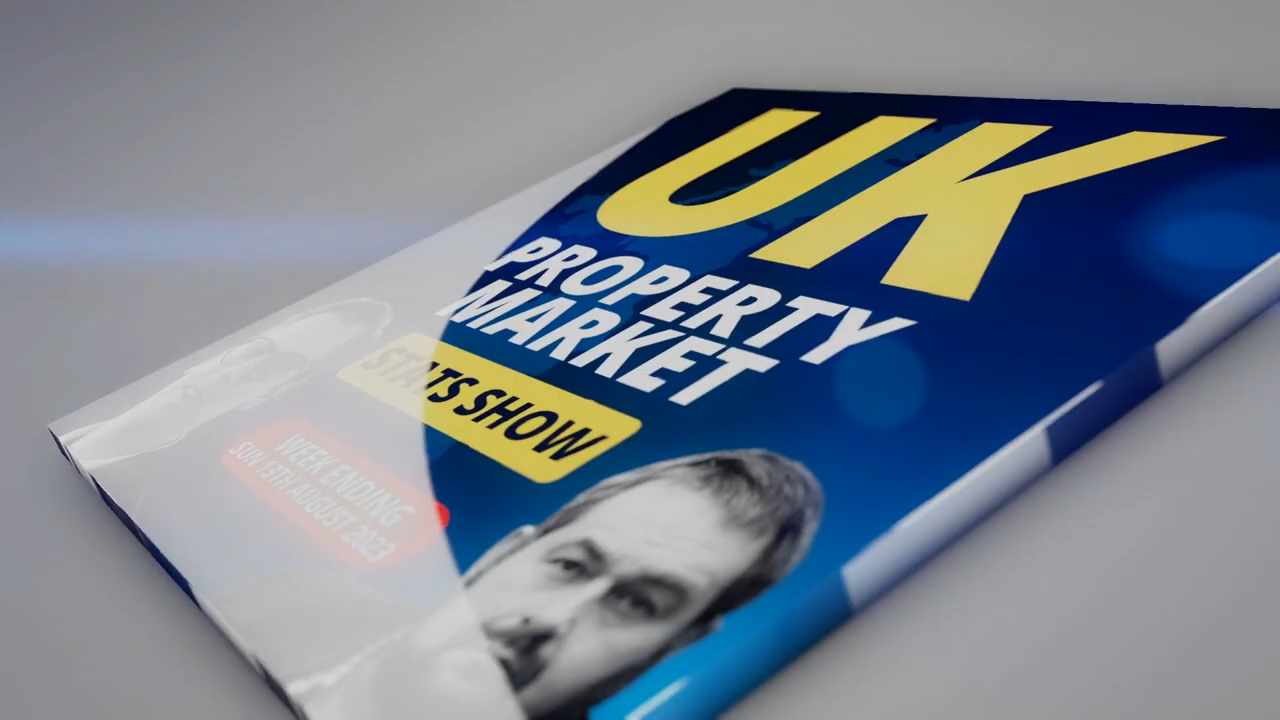 UK
PROPERTY
MARKET
STATS SHOW
WEEK ENDING
SUN 13TH AUGUST 2023